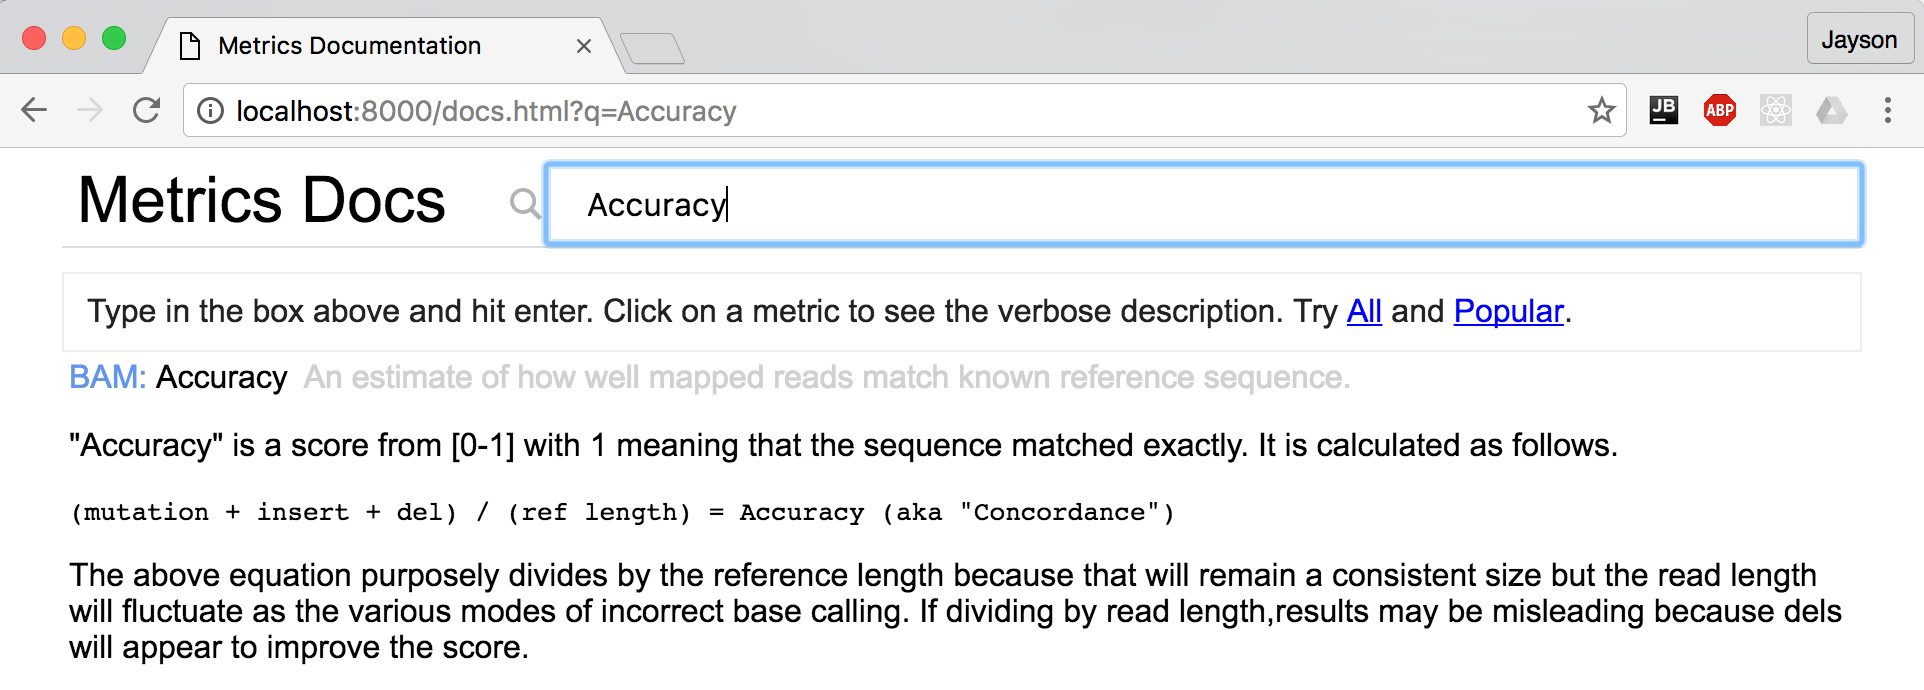 Metrics Documentation
Jayson
localhost:8000/docs.html?q=Accuracy
JB
ABP
Metrics Docs
Accuracy
Type in the box above and hit enter. Click on a metric to see the verbose description. Try All and Popular.
BAM: Accuracy An estimate of how well mapped reads match known reference sequence.
"Accuracy" is a score from [0-1] with 1 meaning that the sequence matched exactly. It is calculated as follows.
(mutation + insert + del) / (ref length) = Accuracy (aka "Concordance")
The above equation purposely divides by the reference length because that will remain a consistent size but the read length
will fluctuate as the various modes of incorrect base calling. If dividing by read length,results may be misleading because dels
will appear to improve the score.